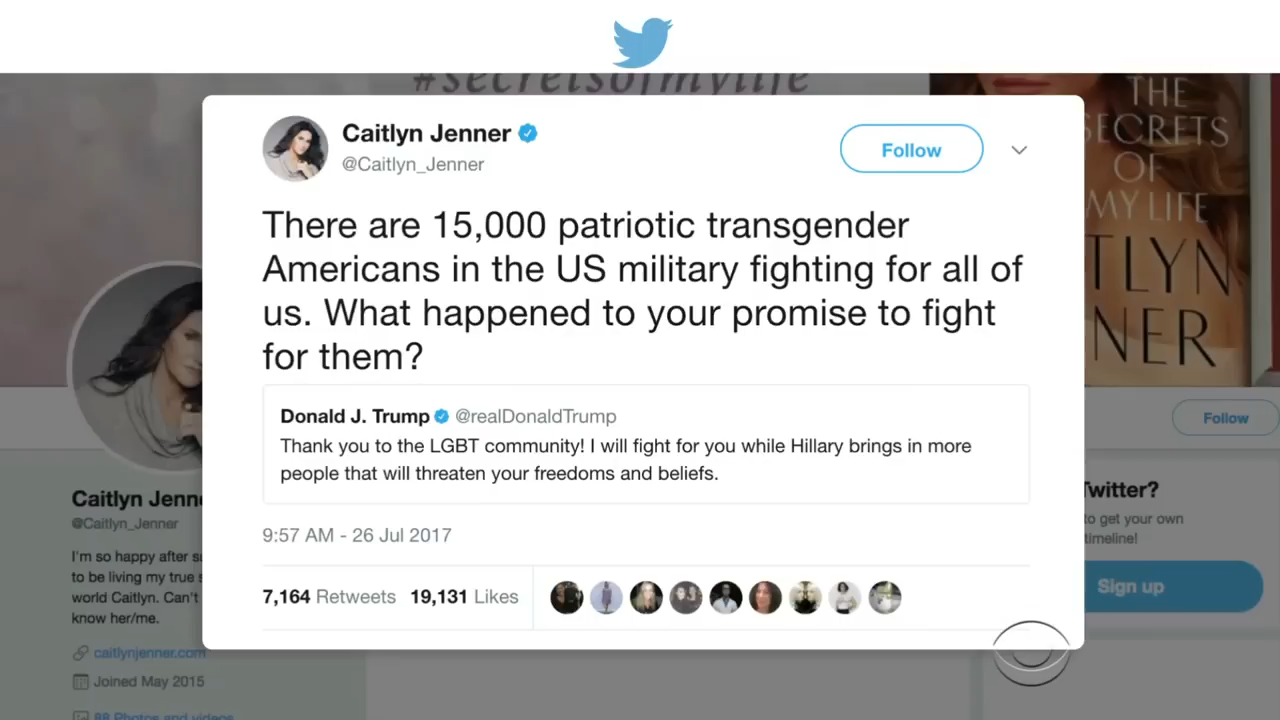 #secretsofmylife
THE
SECRETS
OF
MY LIFE
Caitlyn Jenner
@Caitlyn_Jenner
Follow
There are 15,000 patriotic transgender
Americans in the US military fighting for all of
us. What happened to your promise to fight
for them?
Donald J. Trump @realDonaldTrump
Thank you to the LGBT community! I will fight for you while Hillary brings in more
people that will threaten your freedoms and beliefs.
9:57 AM - 26 Jul 2017
7,164 Retweets 19,131 Likes
TLYN
NER
Follow
Caitlyn Jenn
@Caitlyn_Jenner
I'm so happy after s
to be living my true s
world Caitlyn. Can't
know her/me.
caitlynjenner.com
Joined May 2015
98 Photos and videos
Twitter?
to get your own
timeline!
Sign up